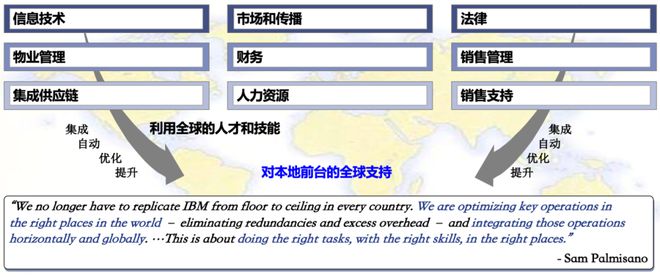 信息技术
市场和传播
法律
物业管理
财务
销售管理
集成供应链
人力资源
销售支持
集成
自动
优化
提升
利用全球的人才和技能
集成
自动
优化
提升
对本地前台的全球支持
“We no longer have to replicate IBM from floor to ceiling in every country. We are optimizing key operations in
the right places in the world – eliminating redundancies and excess overhead – and integrating those operations
horizontally and globally. …This is about doing the right tasks, with the right skills, in the right places.”
- Sam Palmisano